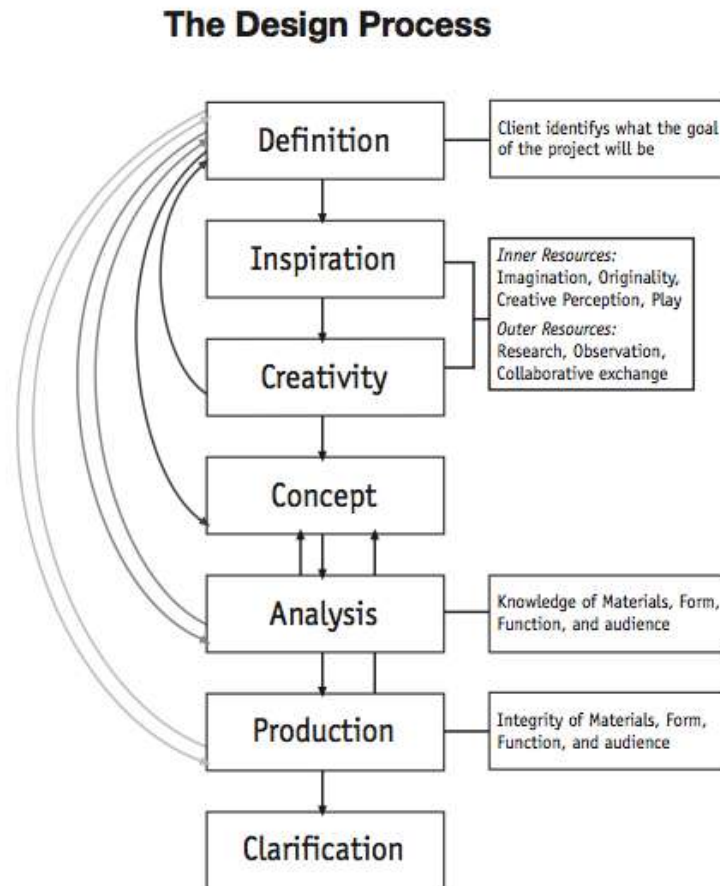 The Design Process
Definition
Client identifys what the goal
of the project will be
Inspiration
Inner Resources:
Imagination, Originality,
Creative Perception, Play
Outer Resources:
Research, Observation,
Collaborative exchange
Creativity
Concept
Analysis
Knowledge of Materials, Form,
Function, and audience
Production
Integrity of Materials, Form,
Function, and audience
Clarification